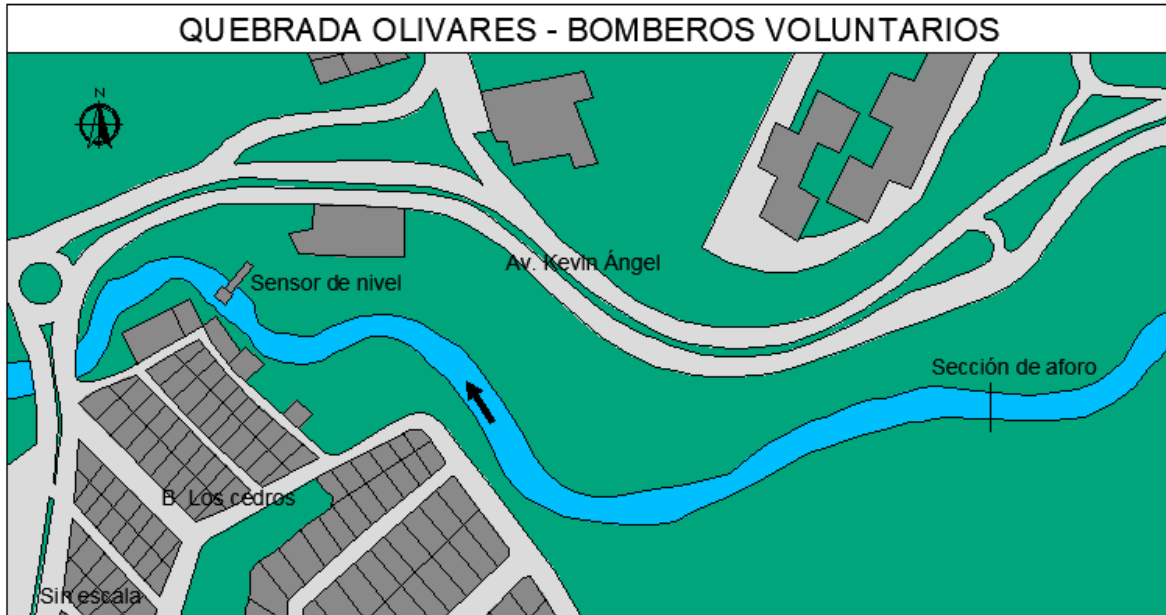 QUEBRADA OLIVARES - BOMBEROS VOLUNTARIOS
N
Av. Kevin Ángel
Sensor de nivel
Sección de aforo
B. Los cedros
Sin escala